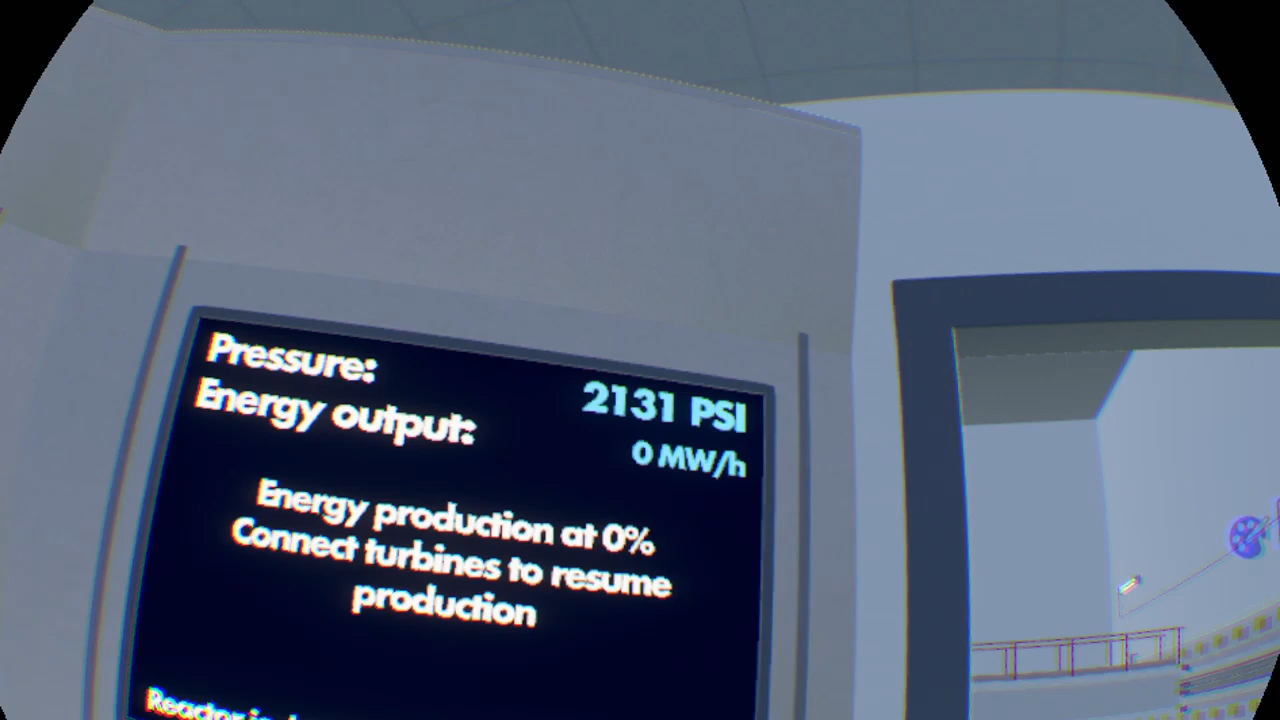 Pressure: 2131 PSI
Energy output: 0 MW/h
Energy production at 0%
Connect turbines to resume
production